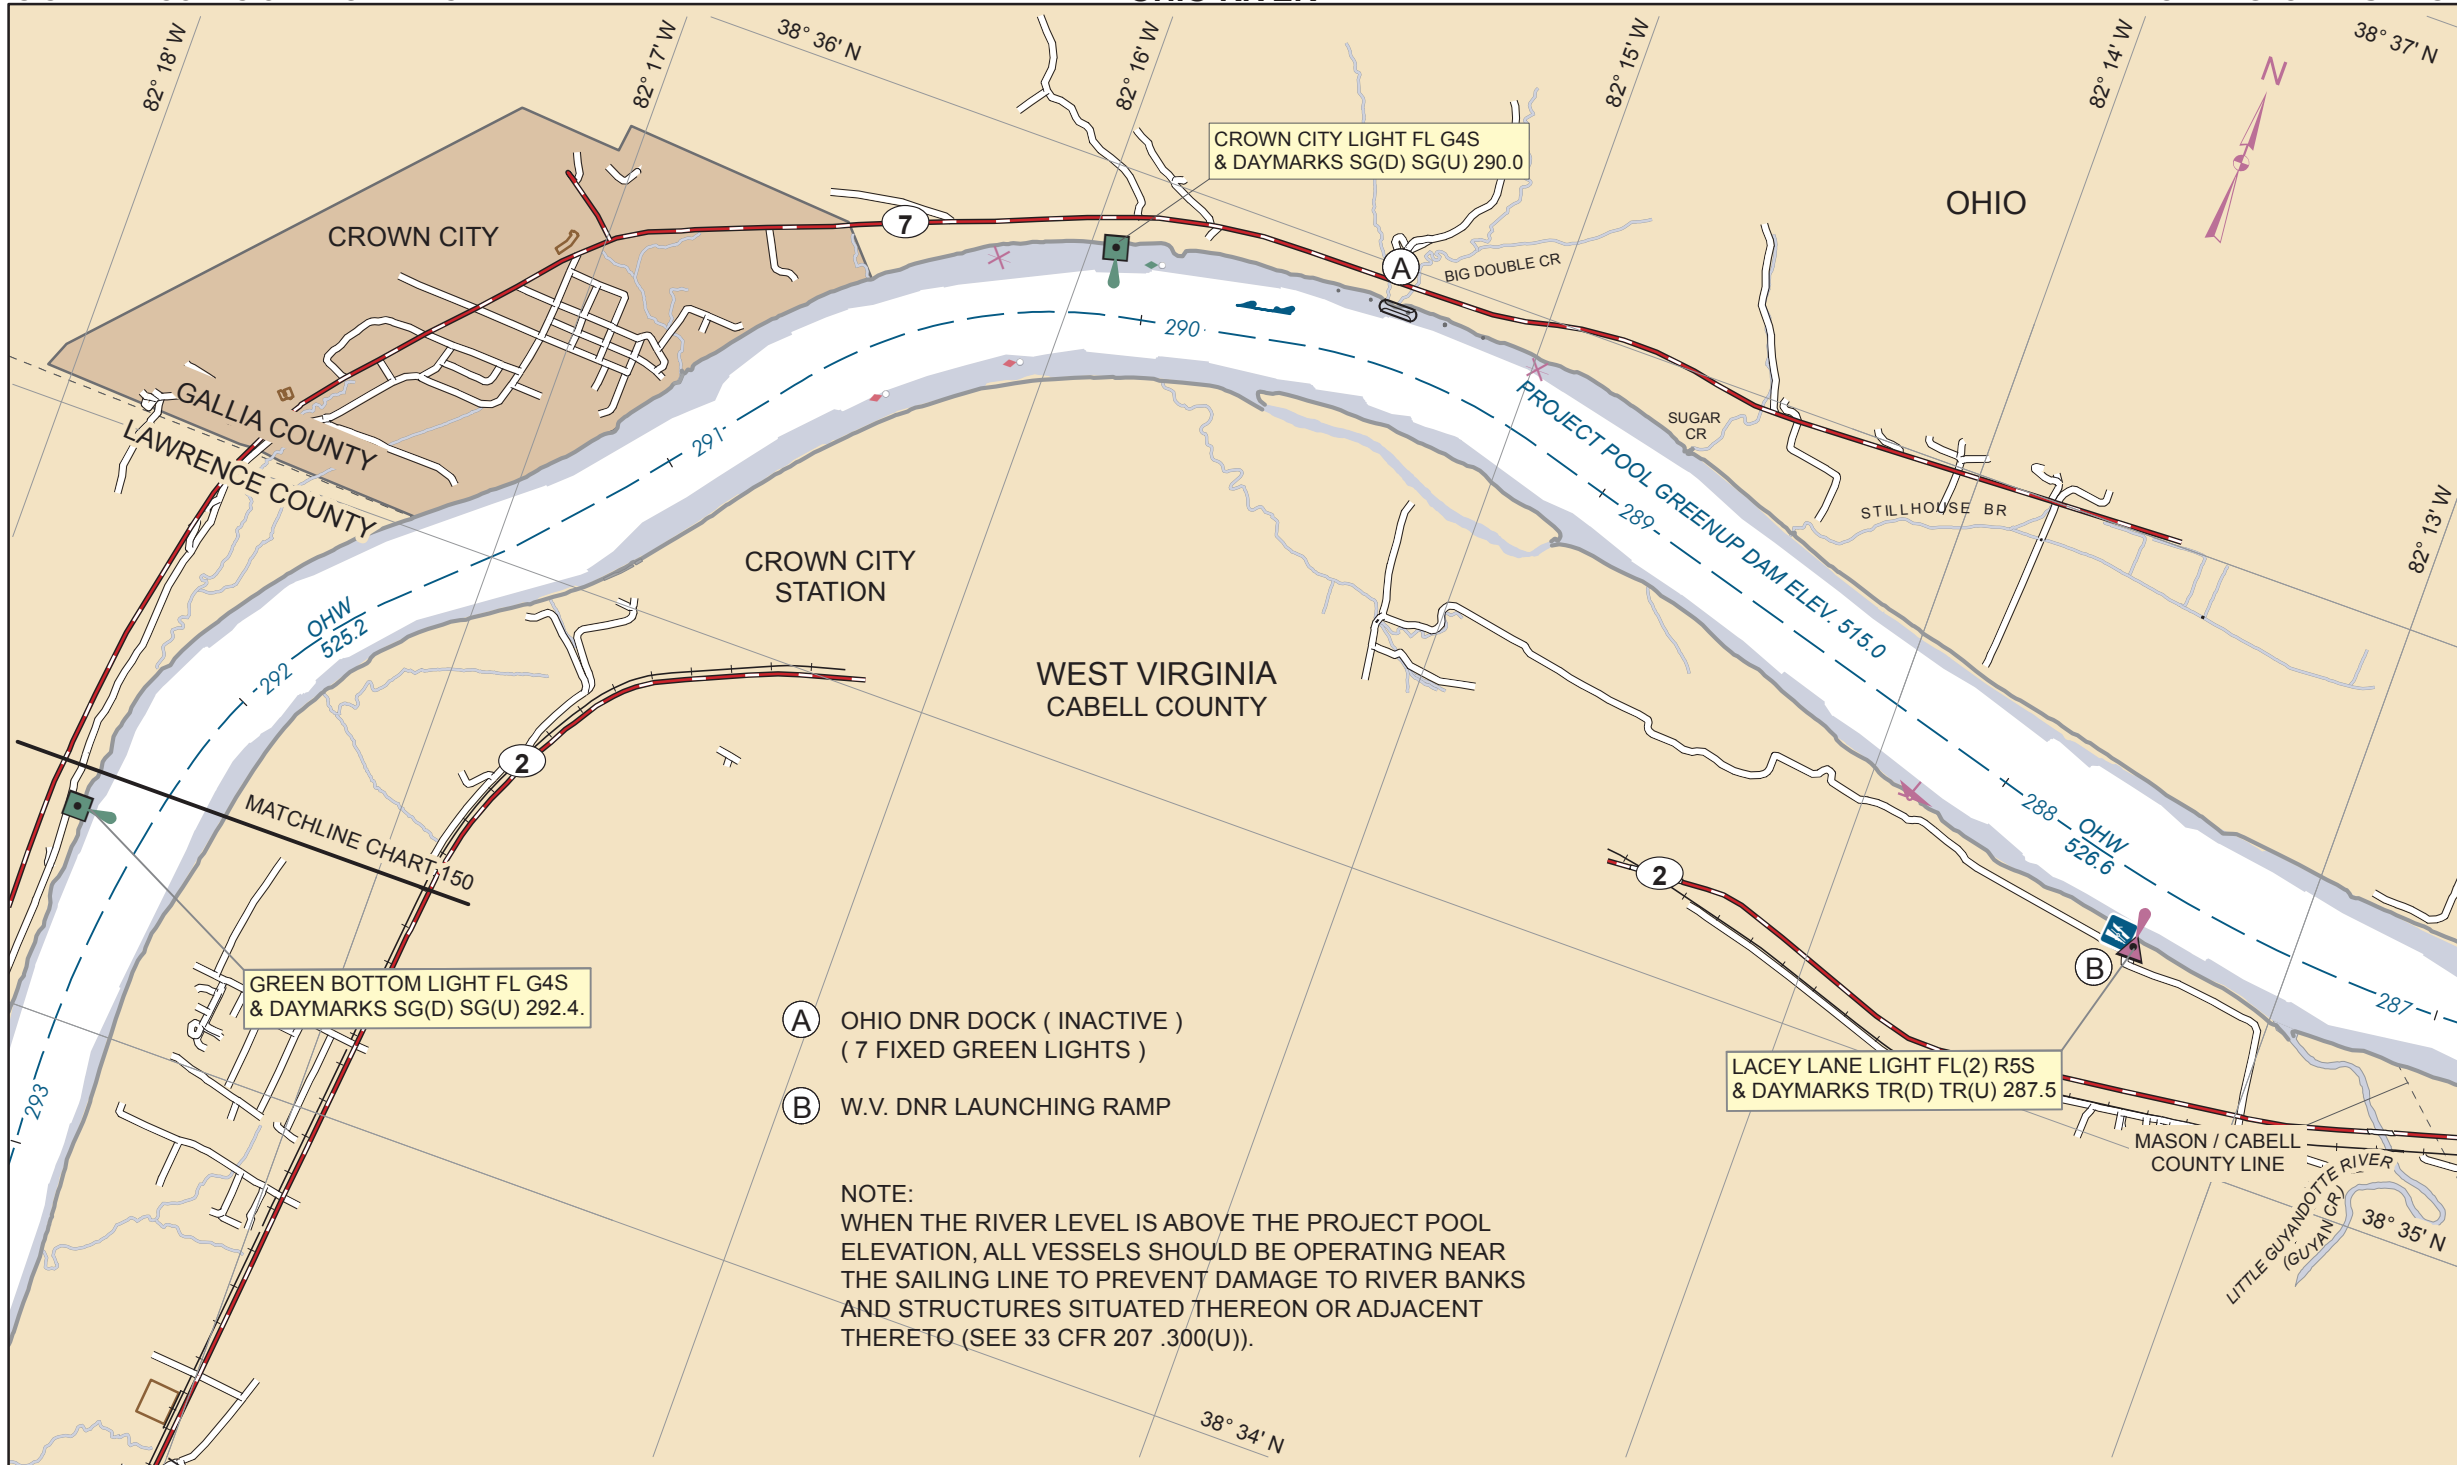 82° 18' W
82° 17' W
38° 36' N
82° 16' W
82° 15' W
82° 14' W
38° 37' N
N
CROWN CITY LIGHT FL G4S
& DAYMARKS SG(D) SG(U) 290.0
OHIO
CROWN CITY
7
A
BIG DOUBLE CR
290
GALLIA COUNTY
LAWRENCE COUNTY
291
PROJECT POOL GREENUP DAM ELEV. 515.0
SUGAR
CR
STILLHOUSE BR
289
82° 13' W
CROWN CITY
STATION
OHW
525.2
292
WEST VIRGINIA
CABELL COUNTY
2
288
OHW
526.6
MATCHLINE CHART 150
2
B
287
GREEN BOTTOM LIGHT FL G4S
& DAYMARKS SG(D) SG(U) 292.4.
293
A OHIO DNR DOCK ( INACTIVE )
( 7 FIXED GREEN LIGHTS )
B W.V. DNR LAUNCHING RAMP
LACEY LANE LIGHT FL(2) R5S
& DAYMARKS TR(D) TR(U) 287.5
MASON / CABELL
COUNTY LINE
LITTLE GUYANDOTTE RIVER
(GUYAN CR)
38° 35' N
NOTE:
WHEN THE RIVER LEVEL IS ABOVE THE PROJECT POOL
ELEVATION, ALL VESSELS SHOULD BE OPERATING NEAR
THE SAILING LINE TO PREVENT DAMAGE TO RIVER BANKS
AND STRUCTURES SITUATED THEREON OR ADJACENT
THERETO (SEE 33 CFR 207 .300(U)).
38° 34' N